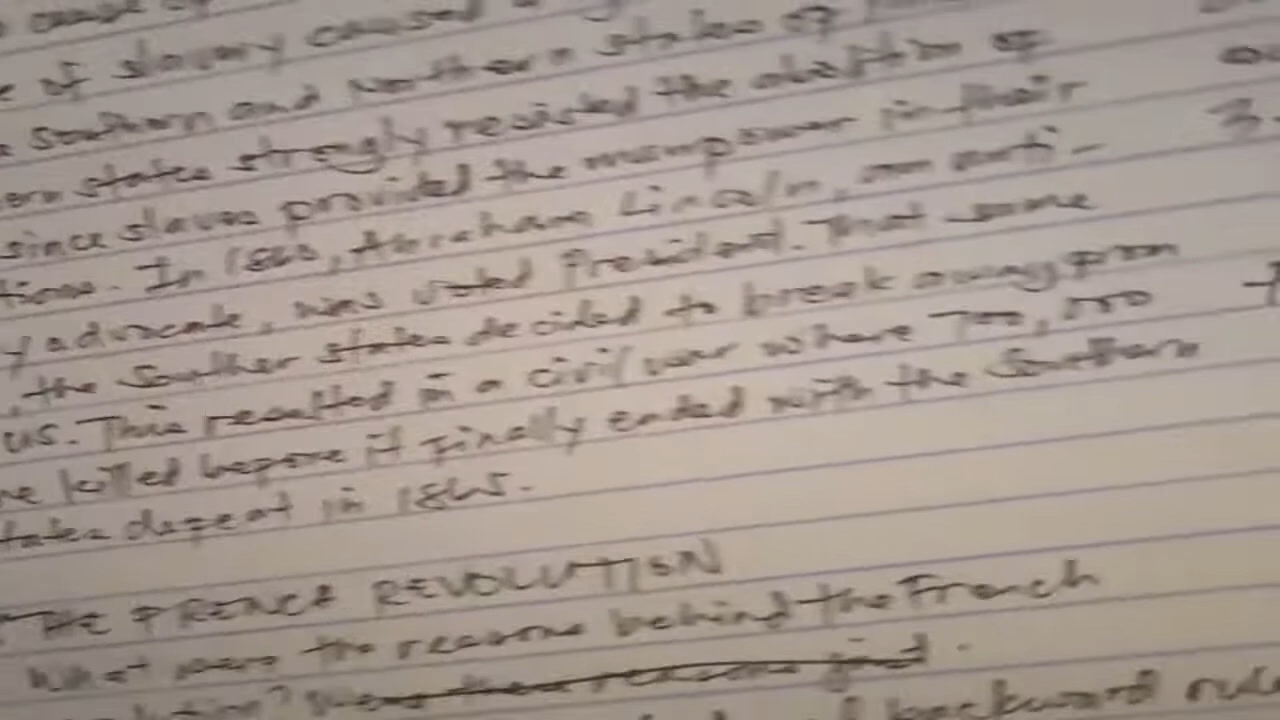 of slavery caused
Southern and Northern states of
states strongly resisted the abolition of
since slaves provided the manpower in their
3.
In 1860, Abraham Lincoln, an anti-
advocate, was voted President. That same
, the Souther states decided to break away from
US. This resulted in a civil war where 700,000
killed before it finally ended with the Southern
defeat in 1865.
THE FRENCH REVOLUTION
What were the reasons behind the French
backward